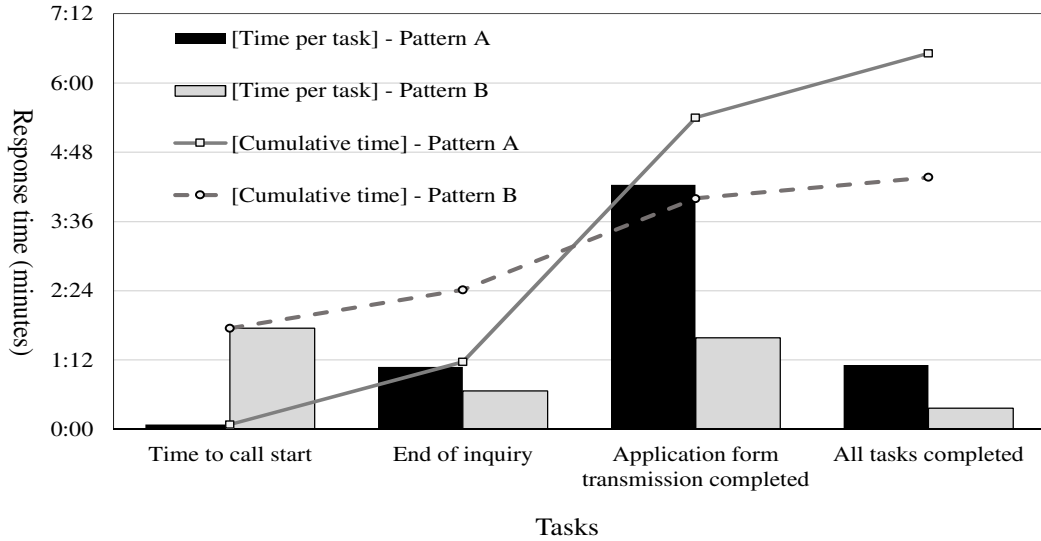 7:12
6:00
4:48
3:36
2:24
1:12
0:00
Response time (minutes)
[Time per task] - Pattern A
[Time per task] - Pattern B
[Cumulative time] - Pattern A
[Cumulative time] - Pattern B
Time to call start
End of inquiry
Application form
transmission completed
All tasks completed
Tasks